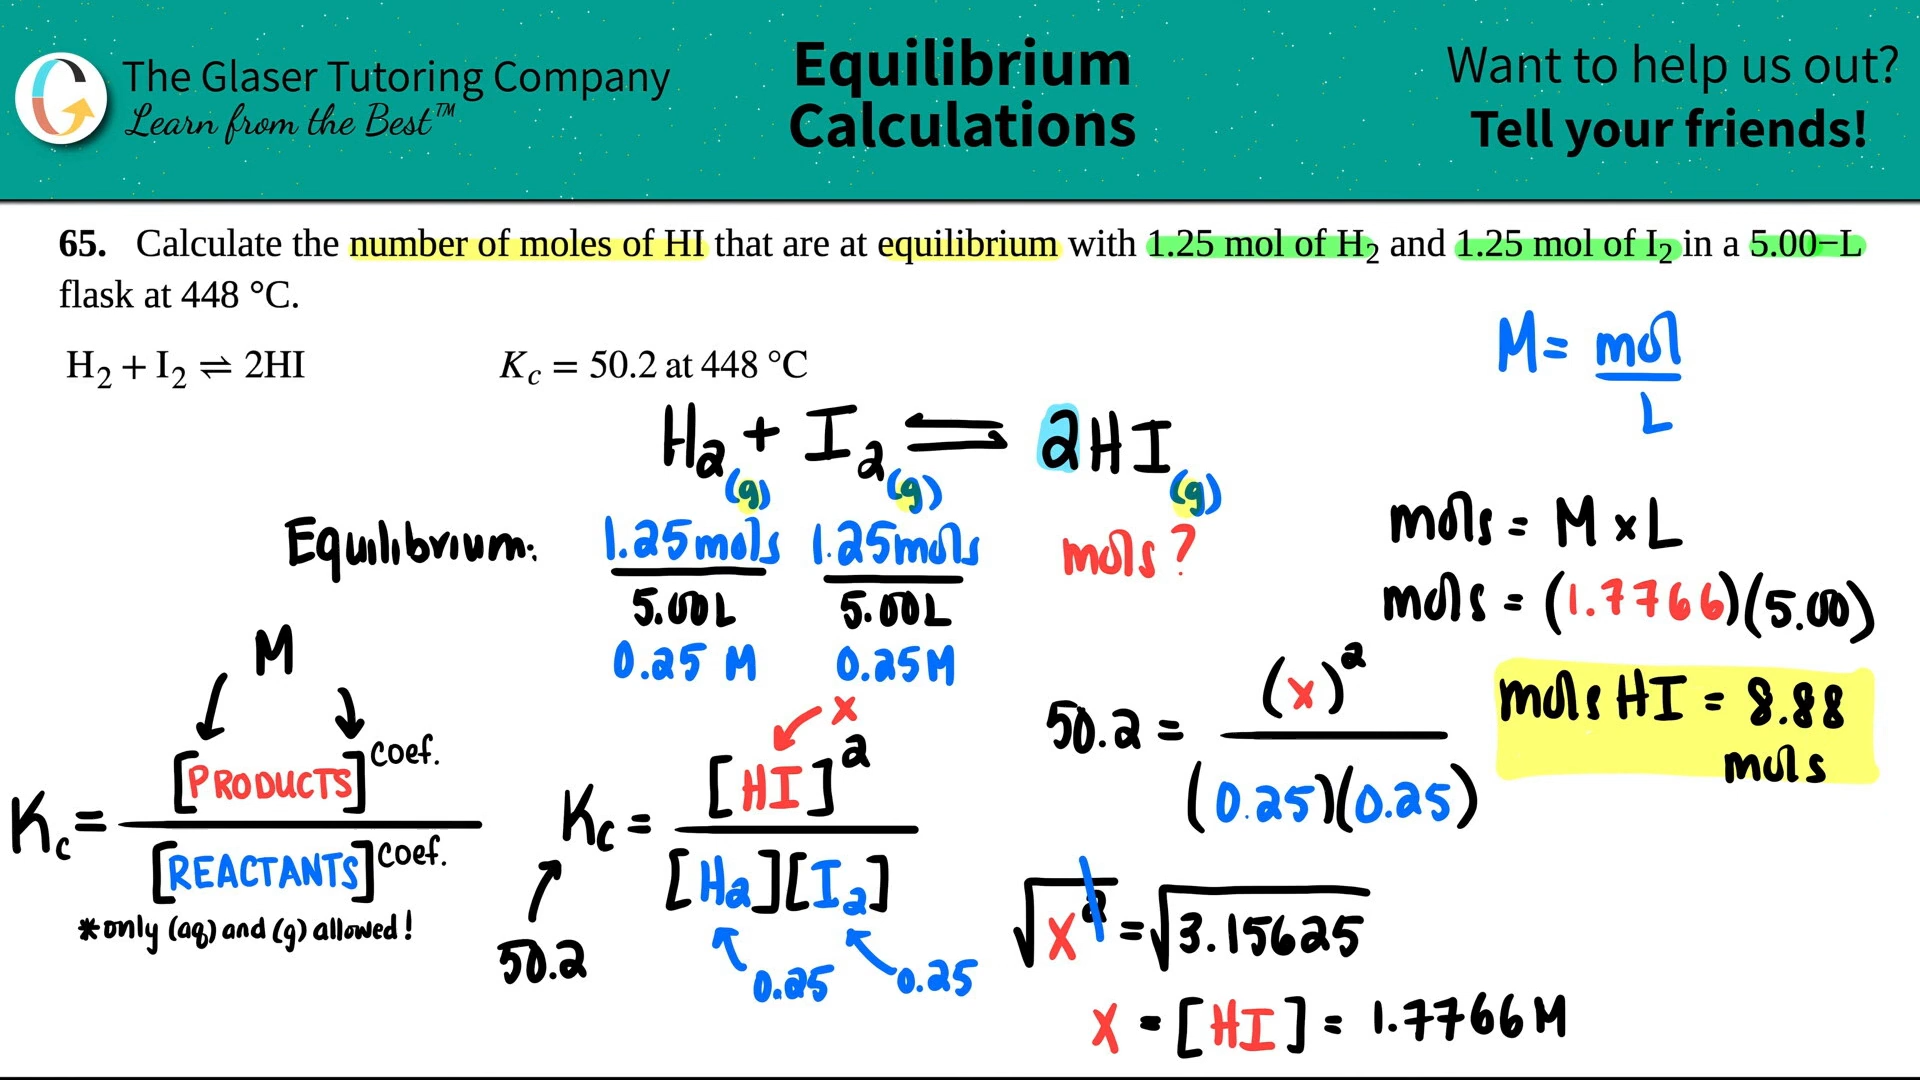 The Glaser Tutoring Company
Learn from the Best™
Equilibrium
Calculations
Want to help us out?
Tell your friends!
65. Calculate the number of moles of HI that are at equilibrium with 1.25 mol of H₂ and 1.25 mol of I₂ in a 5.00−L
flask at 448 °C.
H₂ + I₂ ⇌ 2HI
K꜀ = 50.2 at 448 °C
M = mol / L
H₂(g) + I₂(g) ⇌ 2HI(g)
Equilibrium: 1.25 mols / 5.00 L 1.25 mols / 5.00 L mols?
0.25 M 0.25 M
mols = M x L
mols = (1.7766)(5.00)
mols HI = 8.88
mols
M
Kc = [PRODUCTS]^coef. / [REACTANTS]^coef.
*only (aq) and (g) allowed!
x
Kc = [HI]² / [H₂][I₂]
50.2
0.25
0.25
50.2 = (x)² / (0.25)(0.25)
√x² = √3.15625
x = [HI] = 1.7766 M